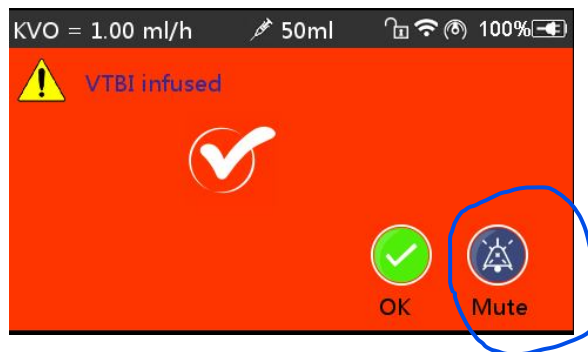 KVO = 1.00 ml/h 50ml 100%
VTBI infused
OK Mute